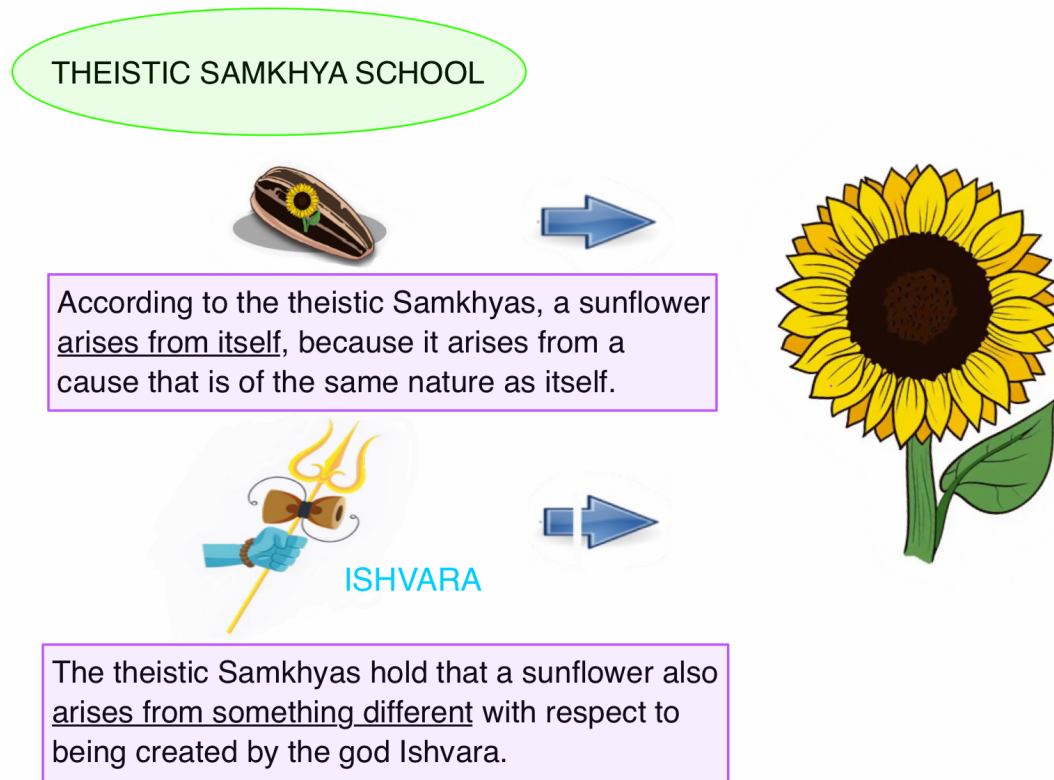 THEISTIC SAMKHYA SCHOOL
According to the theistic Samkhyas, a sunflower
arises from itself, because it arises from a
cause that is of the same nature as itself.
ISHVARA
The theistic Samkhyas hold that a sunflower also
arises from something different with respect to
being created by the god Ishvara.